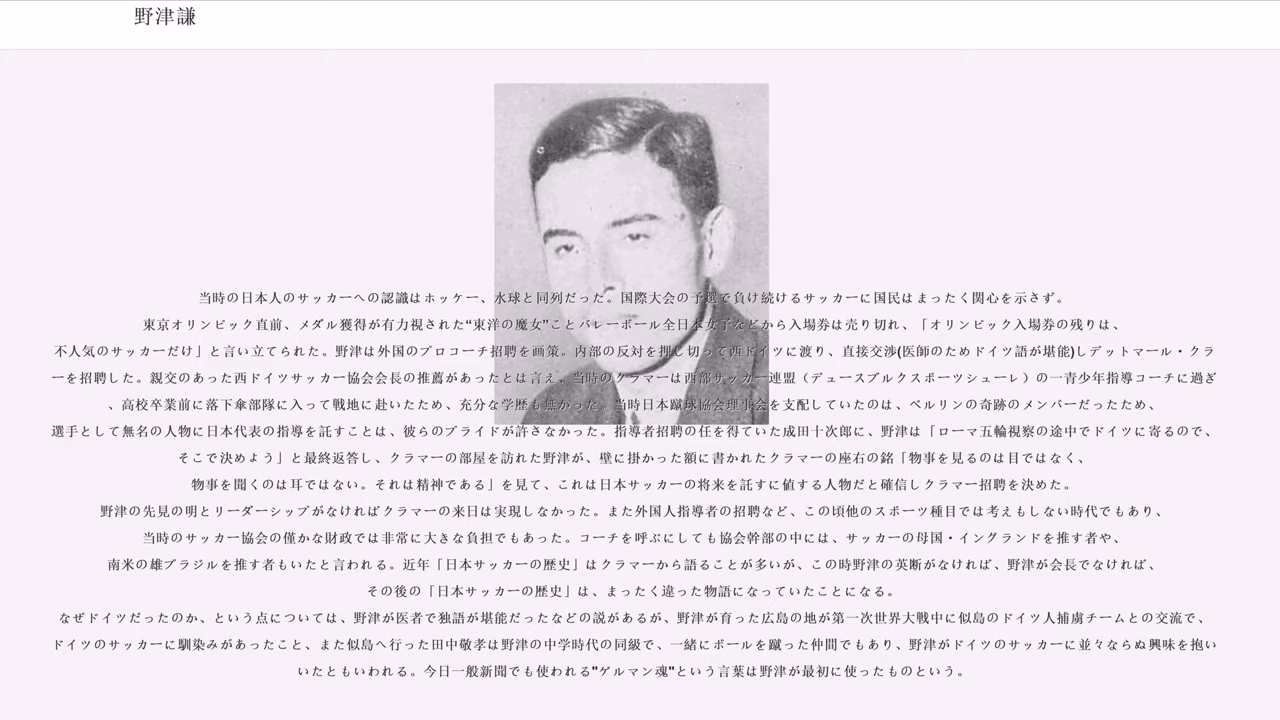 野津謙
当時の日本人のサッカーへの認識はホッケー、水球と同列だった。国際大会の予選で負け続けるサッカーに国民はまったく関心を示さず。
東京オリンピック直前、メダル獲得が有力視された“東洋の魔女”ことバレーボール全日本女子などから入場券は売り切れ、「オリンピック入場券の残りは、
不人気のサッカーだけ」と言い立てられた。野津は外国のプロコーチ招聘を画策。内部の反対を押し切って西ドイツに渡り、直接交渉(医師のためドイツ語が堪能)しデットマール・クラ
ーを招聘した。親交のあった西ドイツサッカー協会会長の推薦があったとは言え、当時のクラマーは西部サッカー連盟（デュースブルクスポーツシューレ）の一青少年指導コーチに過ぎ
、高校卒業前に落下傘部隊に入って戦地に赴いたため、充分な学歴も無かった。当時日本蹴球協会理事会を支配していたのは、ベルリンの奇跡のメンバーだったため、
選手として無名の人物に日本代表の指導を託すことは、彼らのプライドが許さなかった。指導者招聘の任を得ていた成田十次郎に、野津は「ローマ五輪視察の途中でドイツに寄るので、
そこで決めよう」と最終返答し、クラマーの部屋を訪れた野津が、壁に掛かった額に書かれたクラマーの座右の銘「物事を見るのは目ではなく、
物事を聞くのは耳ではない。それは精神である」を見て、これは日本サッカーの将来を託すに値する人物だと確信しクラマー招聘を決めた。
野津の先見の明とリーダーシップがなければクラマーの来日は実現しなかった。また外国人指導者の招聘など、この頃他のスポーツ種目では考えもしない時代でもあり、
当時のサッカー協会の僅かな財政では非常に大きな負担でもあった。コーチを呼ぶにしても協会幹部の中には、サッカーの母国・イングランドを推す者や、
南米の雄ブラジルを推す者もいたと言われる。近年「日本サッカーの歴史」はクラマーから語ることが多いが、この時野津の英断がなければ、野津が会長でなければ、
その後の「日本サッカーの歴史」は、まったく違った物語になっていたことになる。
なぜドイツだったのか、という点については、野津が医者で独語が堪能だったなどの説があるが、野津が育った広島の地が第一次世界大戦中に似島のドイツ人捕虜チームとの交流で、
ドイツのサッカーに馴染みがあったこと、また似島へ行った田中敬孝は野津の中学時代の同級で、一緒にボールを蹴った仲間でもあり、野津がドイツのサッカーに並々ならぬ興味を抱い
いたともいわれる。今日一般新聞でも使われる"ゲルマン魂"という言葉は野津が最初に使ったものという。